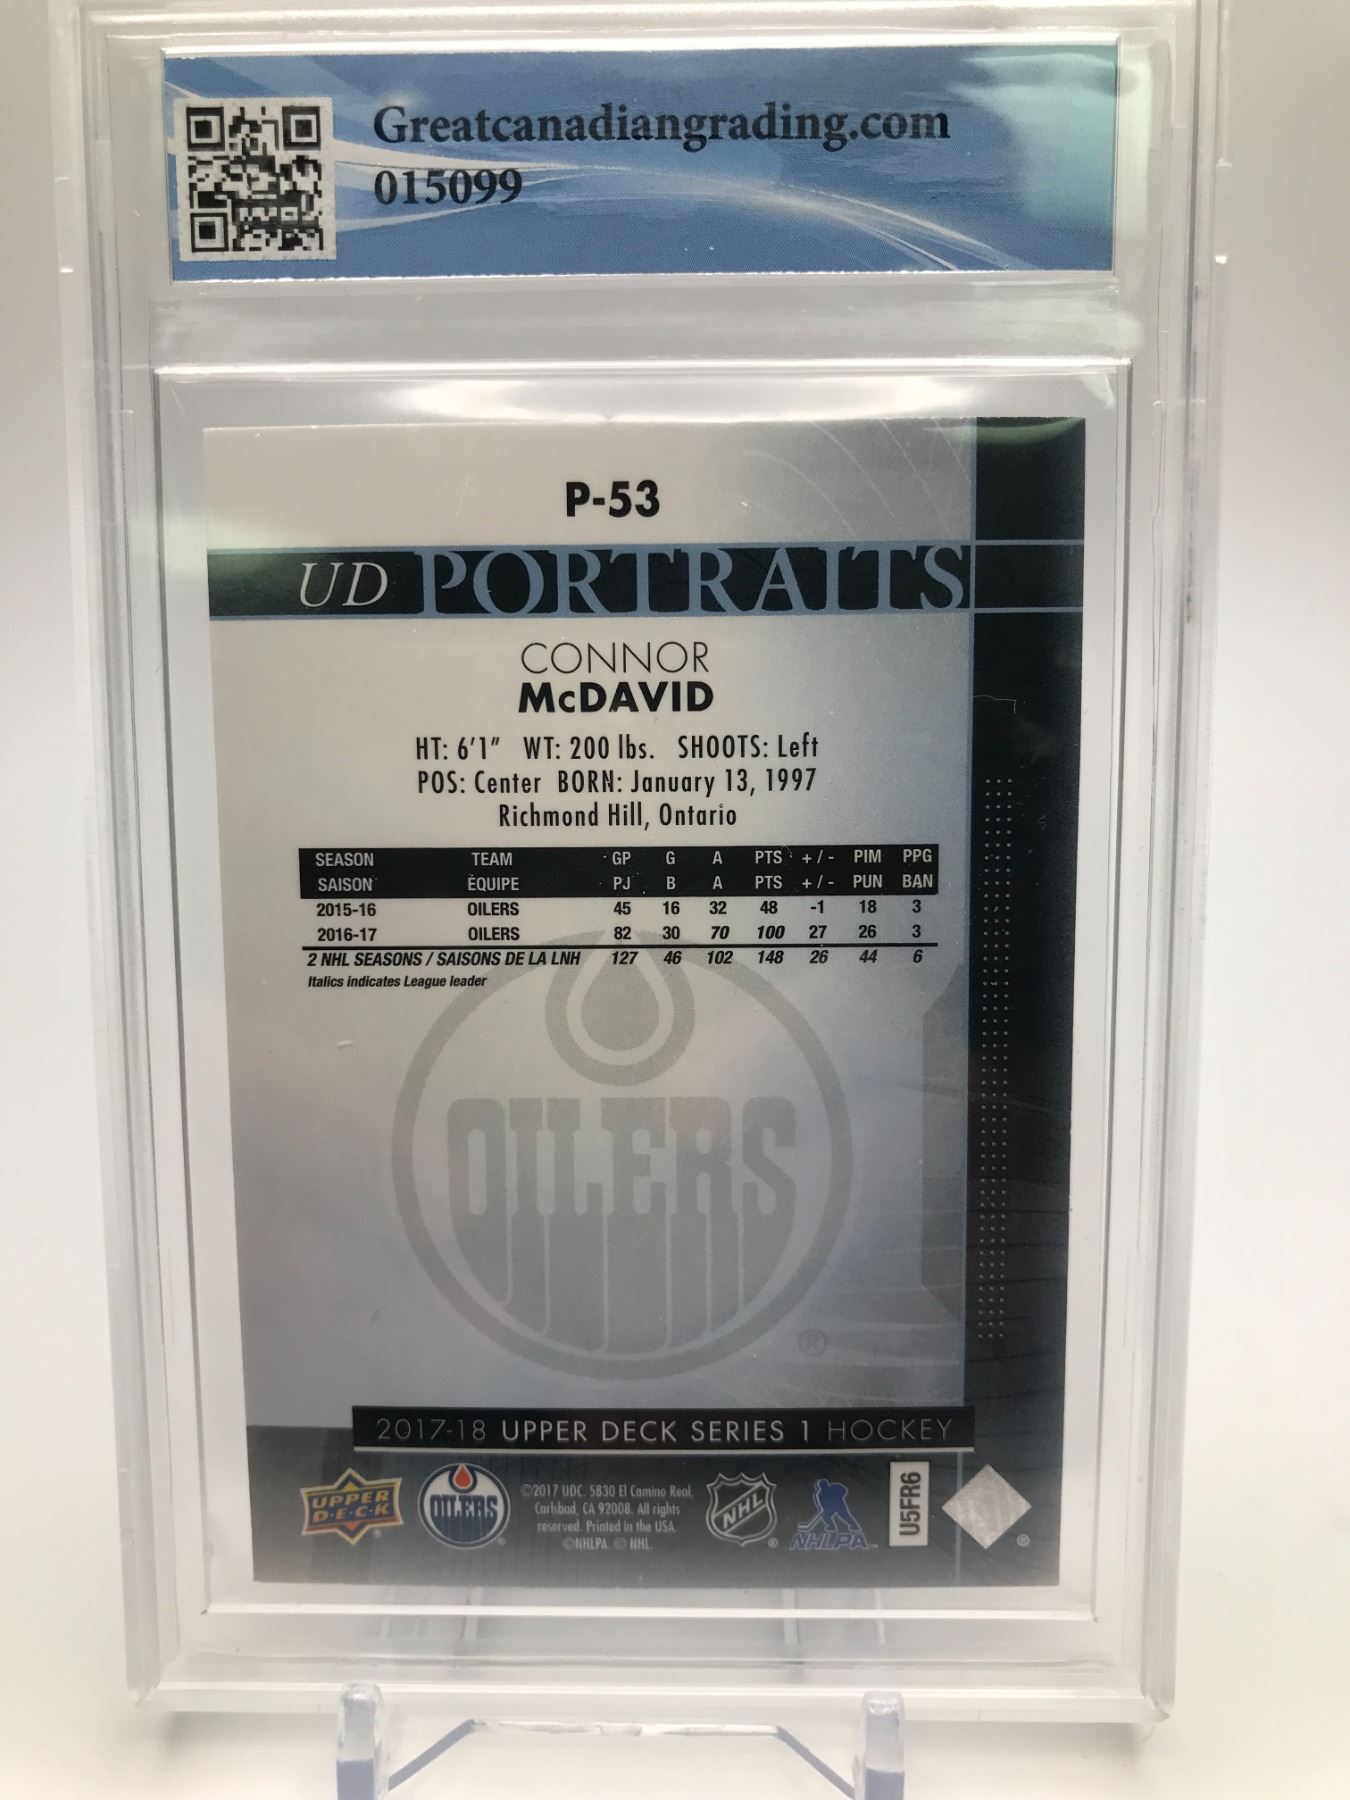 Greatcanadiangrading.com
015099
P-53
UD PORTRAITS
CONNOR
McDAVID
HT: 6'1" WT: 200 lbs. SHOOTS: Left
POS: Center BORN: January 13, 1997
Richmond Hill, Ontario
SEASON TEAM GP G A PTS +/- PIM PPG
SAISON ÉQUIPE PJ B A PTS +/- PUN BAN
2015-16 OILERS 45 16 32 48 -1 18 3
2016-17 OILERS 82 30 70 100 27 26 3
2 NHL SEASONS / SAISONS DE LA LNH 127 46 102 148 26 44 6
Italics indicates League leader
OILERS
®
2017-18 UPPER DECK SERIES 1 HOCKEY
UPPER
D·E·C·K
OILERS
©2017 UDC. 5830 El Camino Real,
Carlsbad, CA 92008. All rights
reserved. Printed in the USA.
©NHLPA. © NHL.
NHL
NHLPA
U5FR6